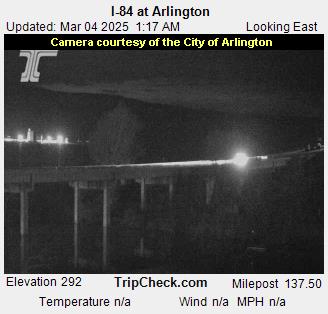 I-84 at Arlington
Updated: Mar 04 2025 1:17 AM Looking East
Camera courtesy of the City of Arlington
Elevation 292 TripCheck.com Milepost 137.50
Temperature n/a Wind n/a MPH n/a